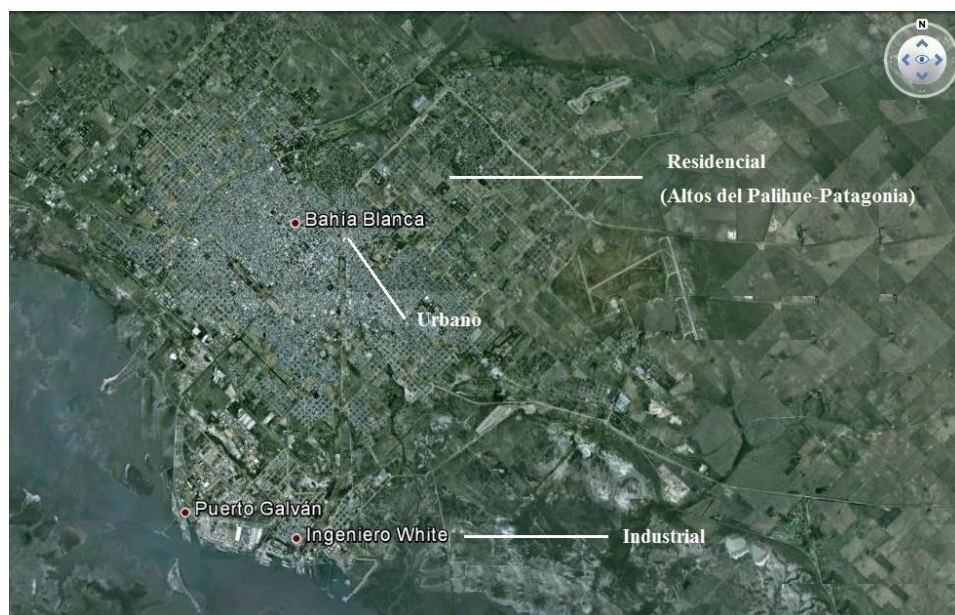 N
Residencial
(Altos del Palihue-Patagonia)
Bahía Blanca
Urbano
Puerto Galván
Ingeniero White
Industrial